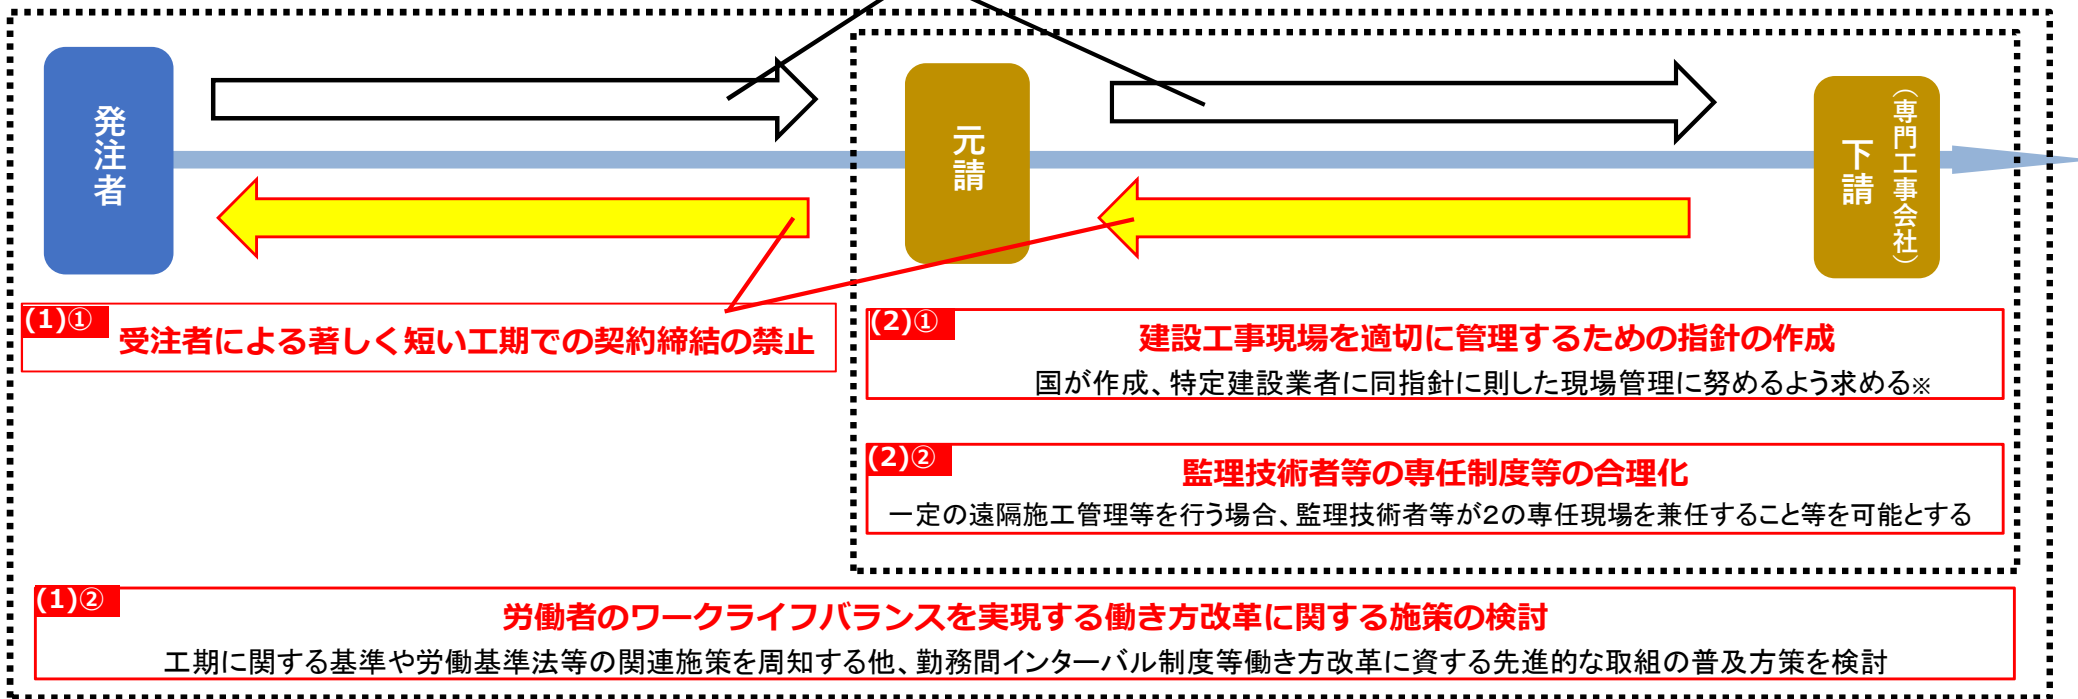 発注者
元請
下請
（専門工事会社）
(1)①
受注者による著しく短い工期での契約締結の禁止
(2)①
建設工事現場を適切に管理するための指針の作成
国が作成、特定建設業者に同指針に則した現場管理に努めるよう求める※
(2)②
監理技術者等の専任制度等の合理化
一定の遠隔施工管理等を行う場合、監理技術者等が２の専任現場を兼任すること等を可能とする
(1)②
労働者のワークライフバランスを実現する働き方改革に関する施策の検討
工期に関する基準や労働基準法等の関連施策を周知する他、勤務間インターバル制度等働き方改革に資する先進的な取組の普及方策を検討